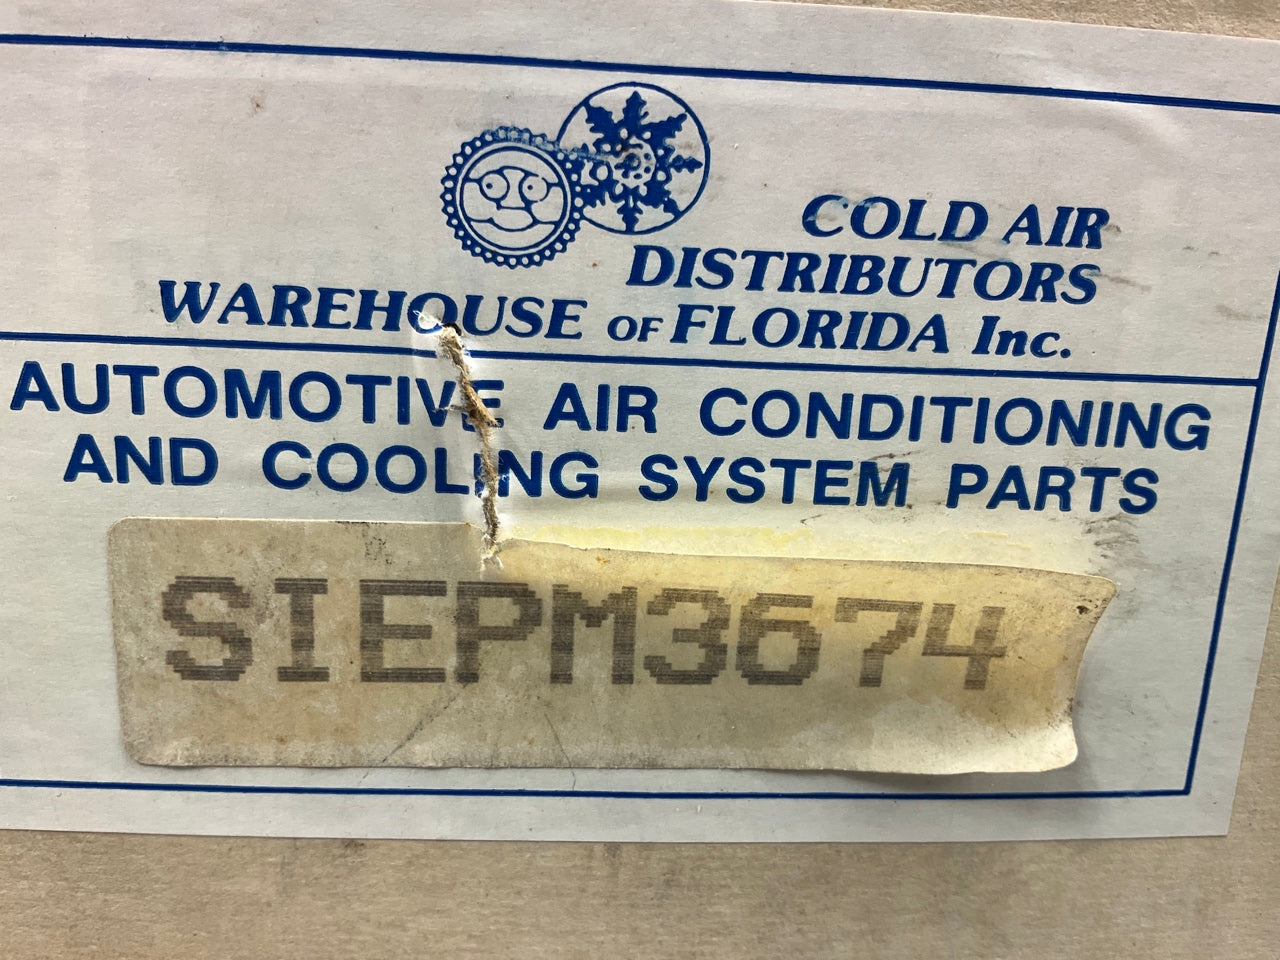 COLD AIR
DISTRIBUTORS
WAREHOUSE OF FLORIDA Inc.
AUTOMOTIVE AIR CONDITIONING
AND COOLING SYSTEM PARTS
SIEPM3674